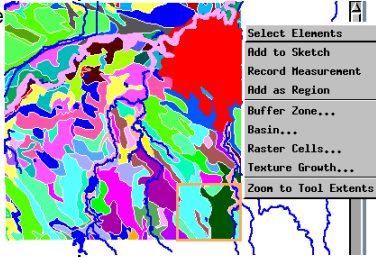 Select Elements
Add to Sketch
Record Measurement
Add as Region
Buffer Zone...
Basin...
Raster Cells...
Texture Growth...
Zoom to Tool Extents